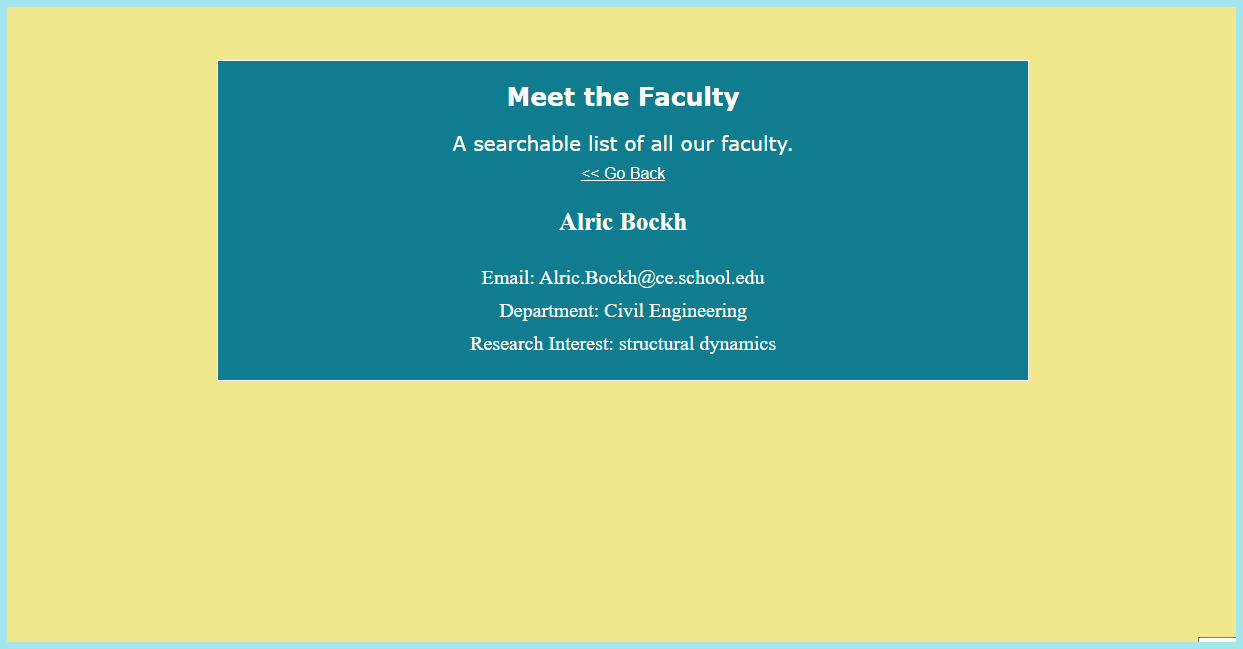 Meet the Faculty
A searchable list of all our faculty.
<< Go Back
Alric Bockh
Email: Alric.Bockh@ce.school.edu
Department: Civil Engineering
Research Interest: structural dynamics